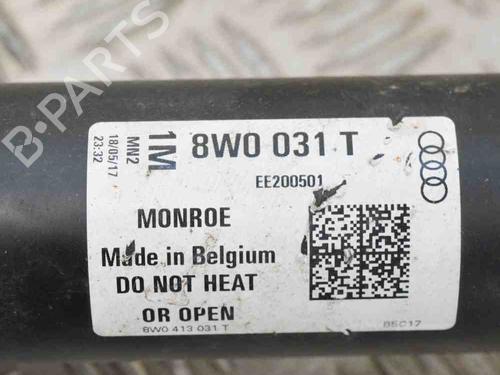 B-Parts
MN2
18/05/17
23:32
1M
8W0 031 T
EE200501
MONROE
Made in Belgium
DO NOT HEAT
OR OPEN
8W0 413 031 T
B5C17